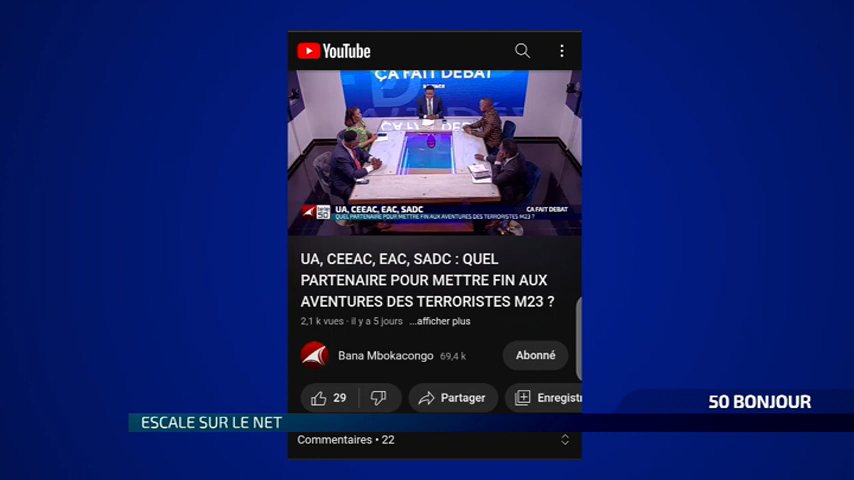 YouTube
ÇA FAIT DÉBAT
UA, CEEAC, EAC, SADC
ÇA FAIT DEBAT
QUEL PARTENAIRE POUR METTRE FIN AUX AVENTURES DES TERRORISTES M23 ?
UA, CEEAC, EAC, SADC : QUEL
PARTENAIRE POUR METTRE FIN AUX
AVENTURES DES TERRORISTES M23 ?
2,1 k vues · il y a 5 jours ...afficher plus
Bana Mbokacongo 69,4 k
Abonné
29
Partager
Enregistr
50 BONJOUR
ESCALE SUR LE NET
Commentaires • 22